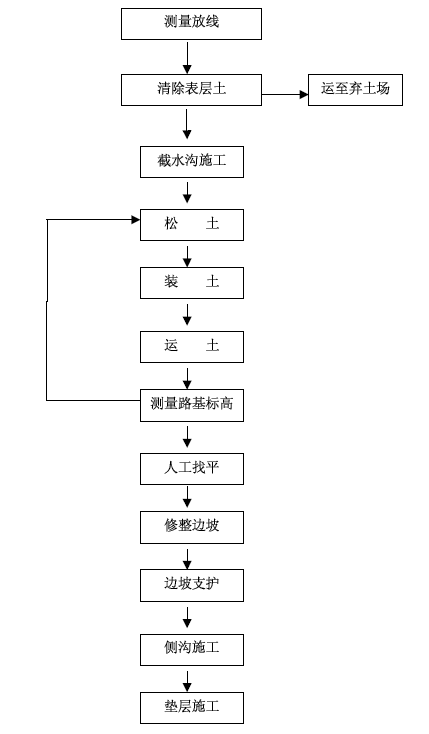 测量放线
清除表层土
运至弃土场
截水沟施工
松 土
装 土
运 土
测量路基标高
人工找平
修整边坡
边坡支护
侧沟施工
垫层施工